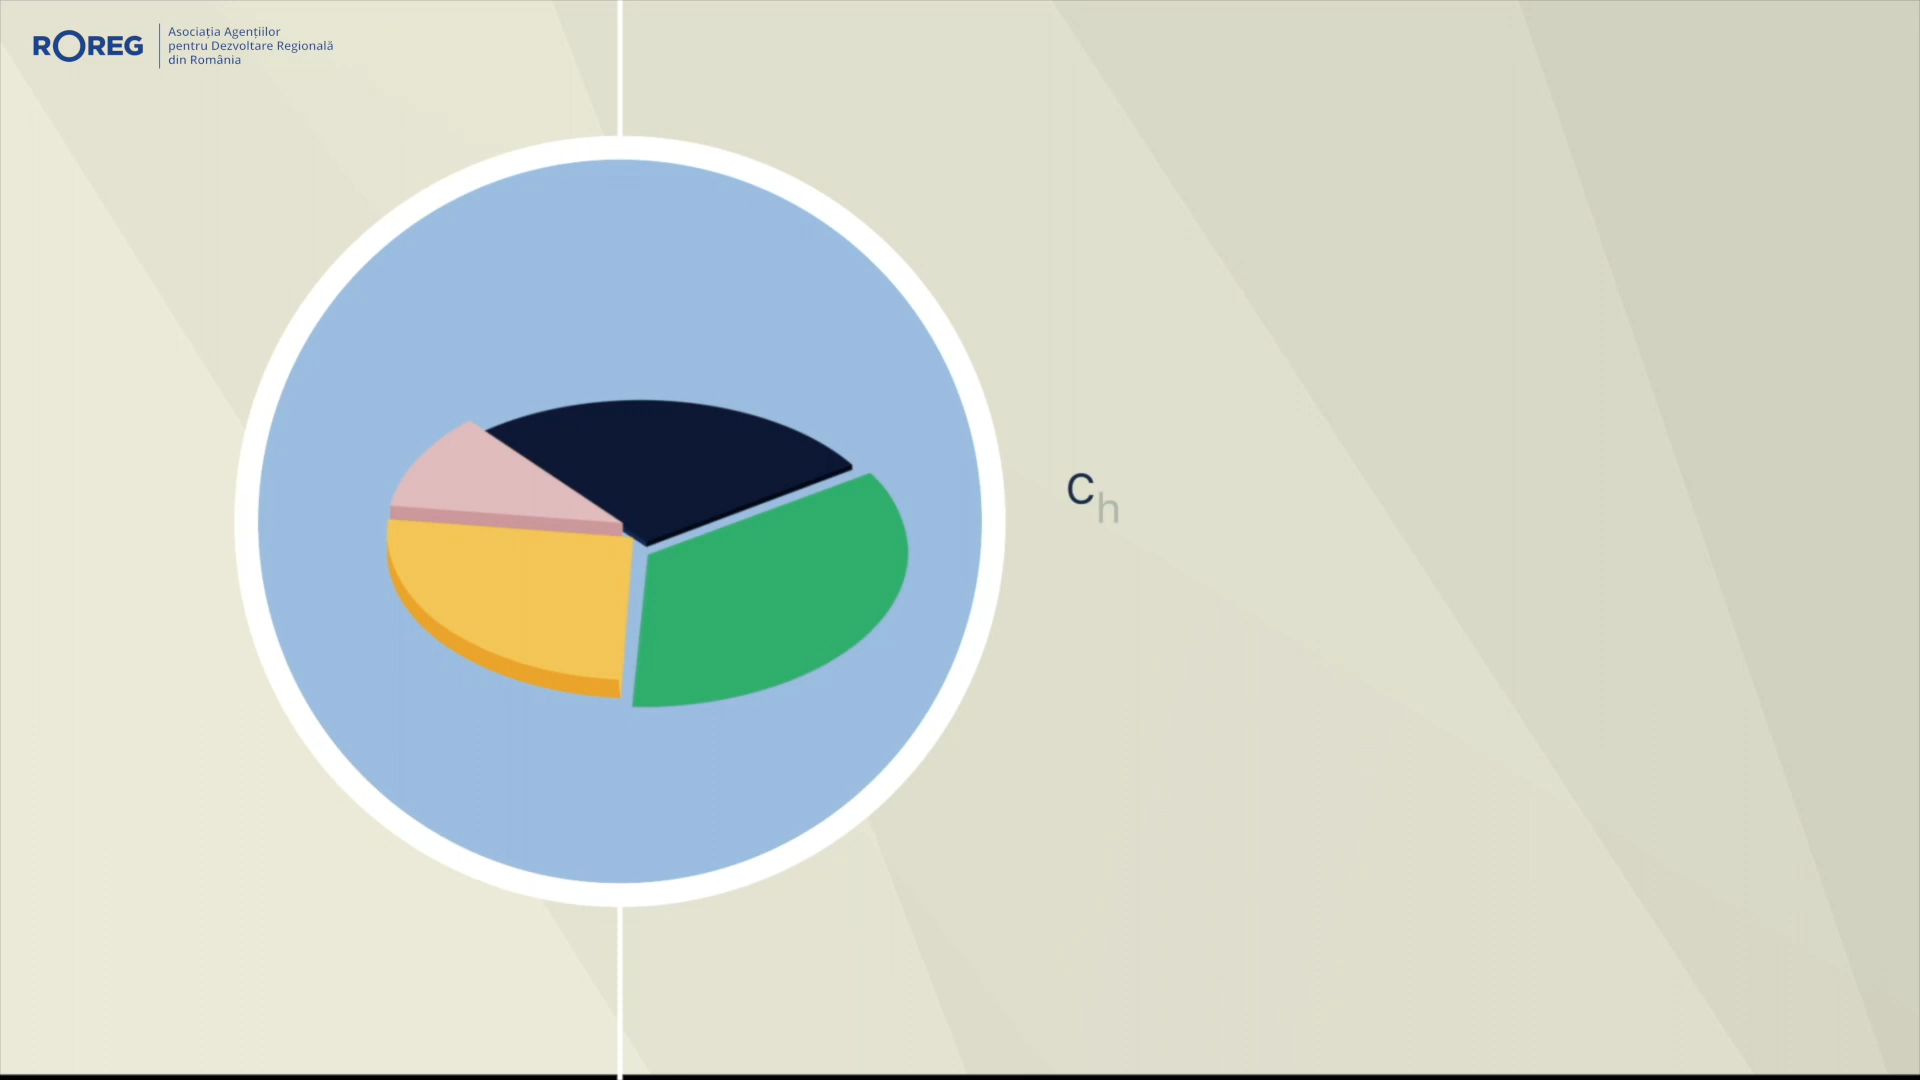 ROREG
Asociația Agențiilor
pentru Dezvoltare Regională
din România
Ch